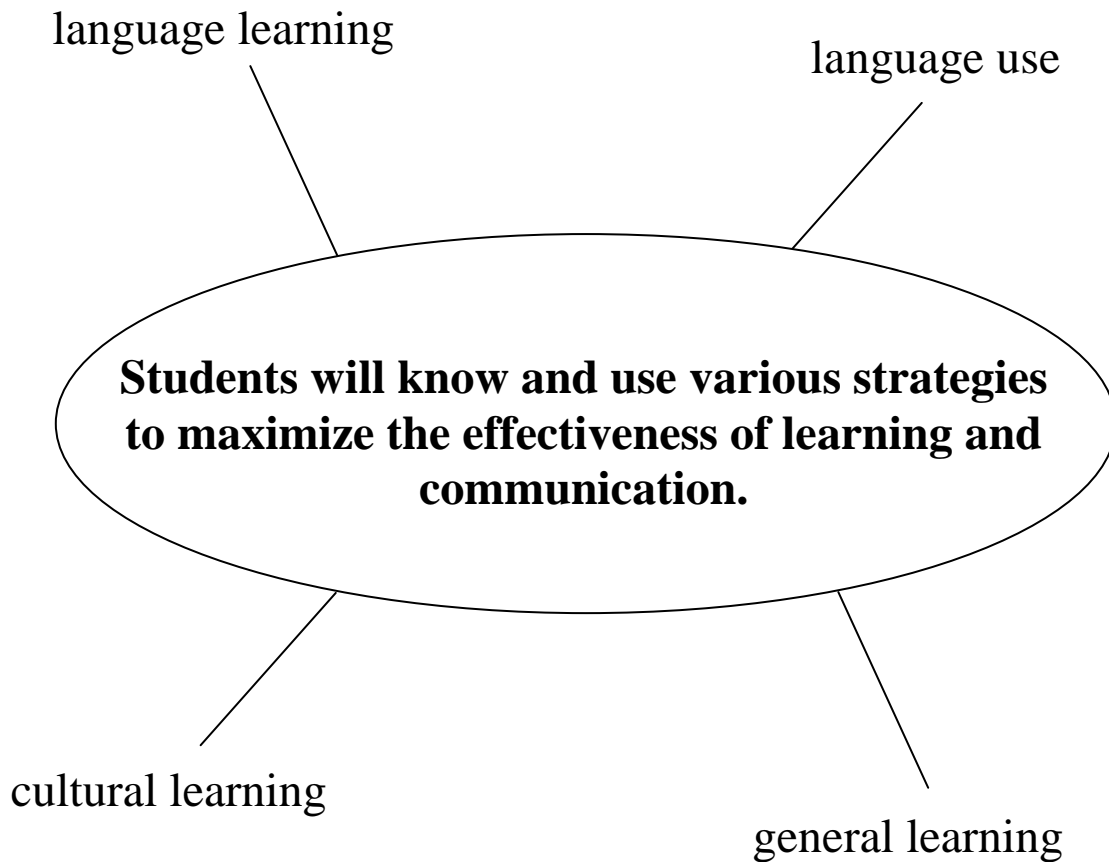 language learning
language use
Students will know and use various strategies
to maximize the effectiveness of learning and
communication.
cultural learning
general learning